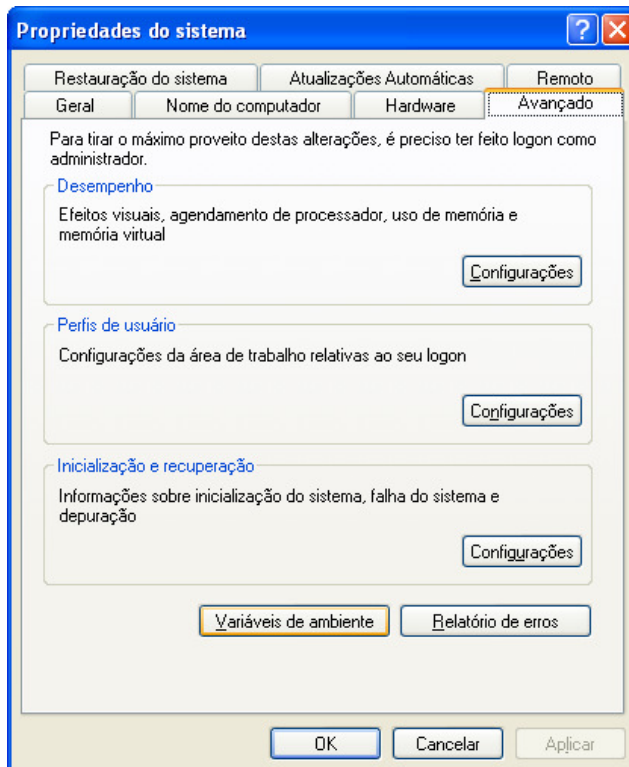 Propriedades do sistema
Restauração do sistema
Atualizações Automáticas
Remoto
Geral
Nome do computador
Hardware
Avançado
Para tirar o máximo proveito destas alterações, é preciso ter feito logon como
administrador.
Desempenho
Efeitos visuais, agendamento de processador, uso de memória e
memória virtual
Configurações
Perfis de usuário
Configurações da área de trabalho relativas ao seu logon
Configurações
Inicialização e recuperação
Informações sobre inicialização do sistema, falha do sistema e
depuração
Configurações
Variáveis de ambiente
Relatório de erros
OK
Cancelar
Aplicar